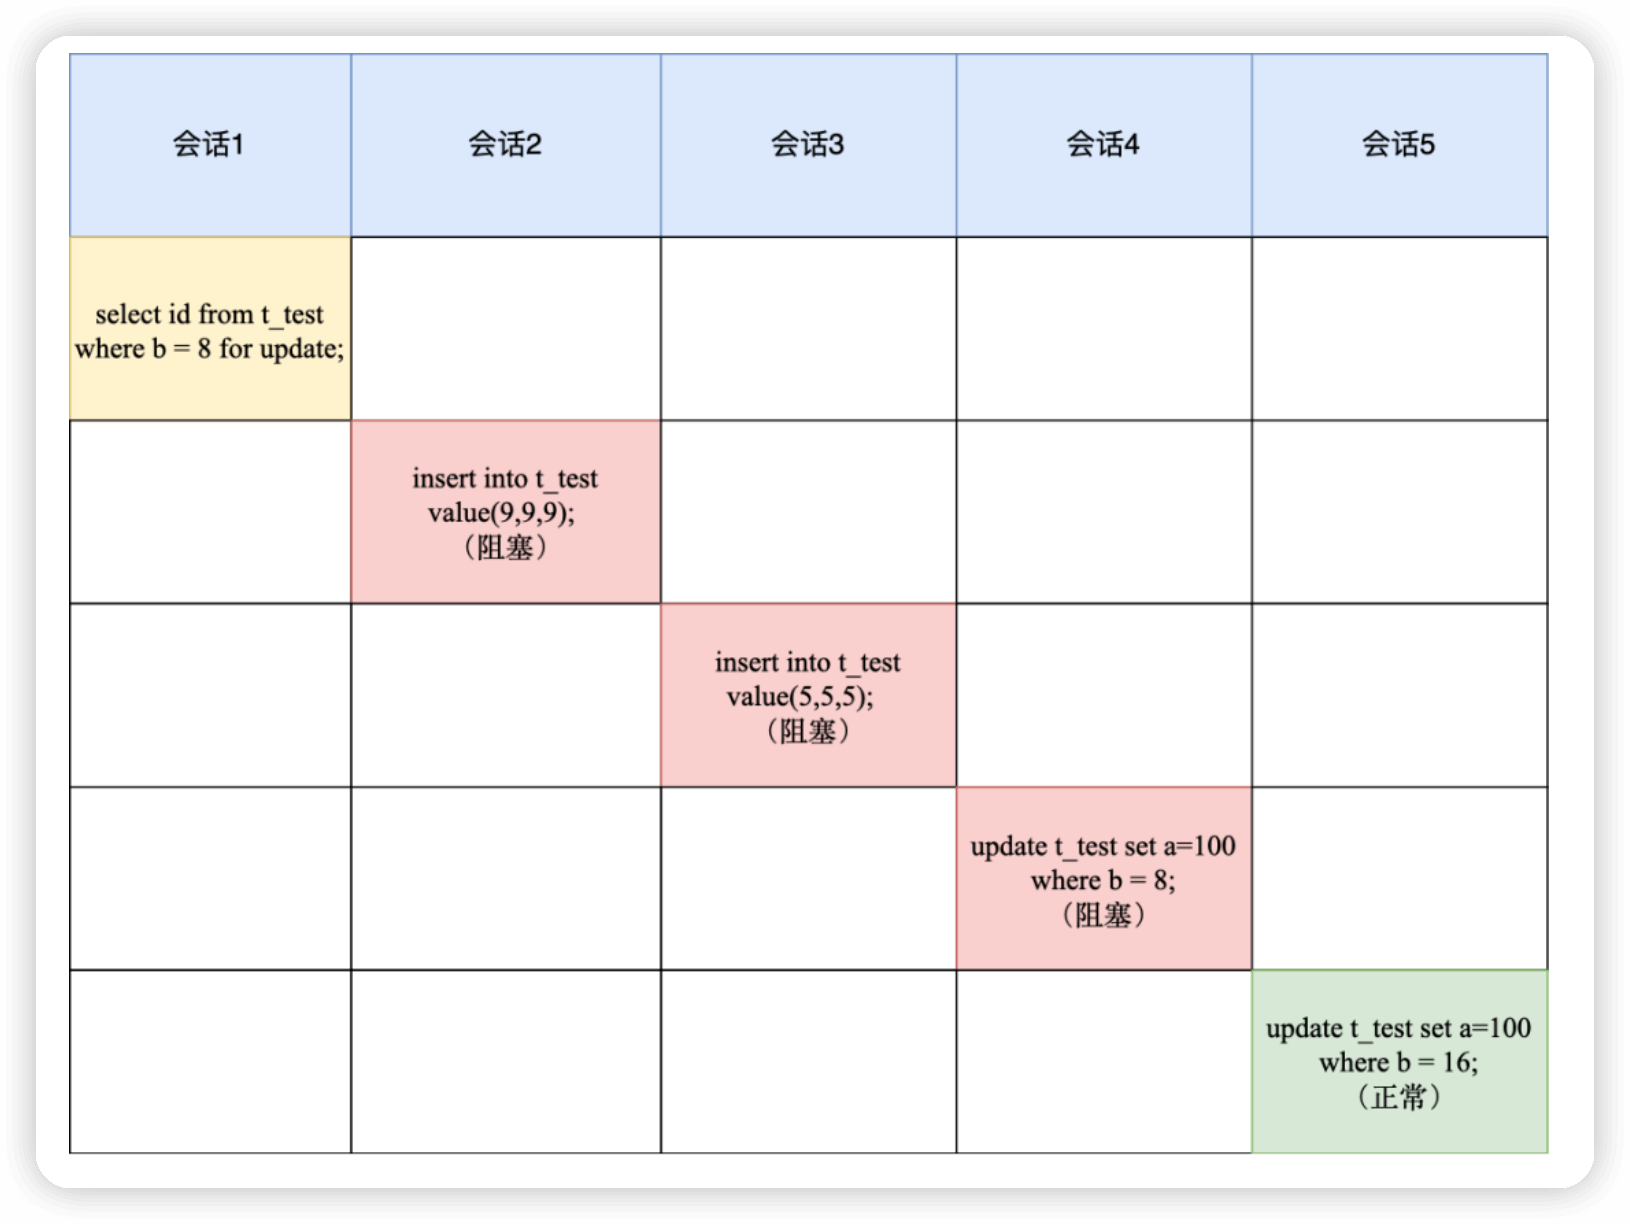 会话1
会话2
会话3
会话4
会话5
select id from t_test
where b = 8 for update;
insert into t_test
value(9,9,9);
（阻塞）
insert into t_test
value(5,5,5);
（阻塞）
update t_test set a=100
where b = 8;
（阻塞）
update t_test set a=100
where b = 16;
（正常）